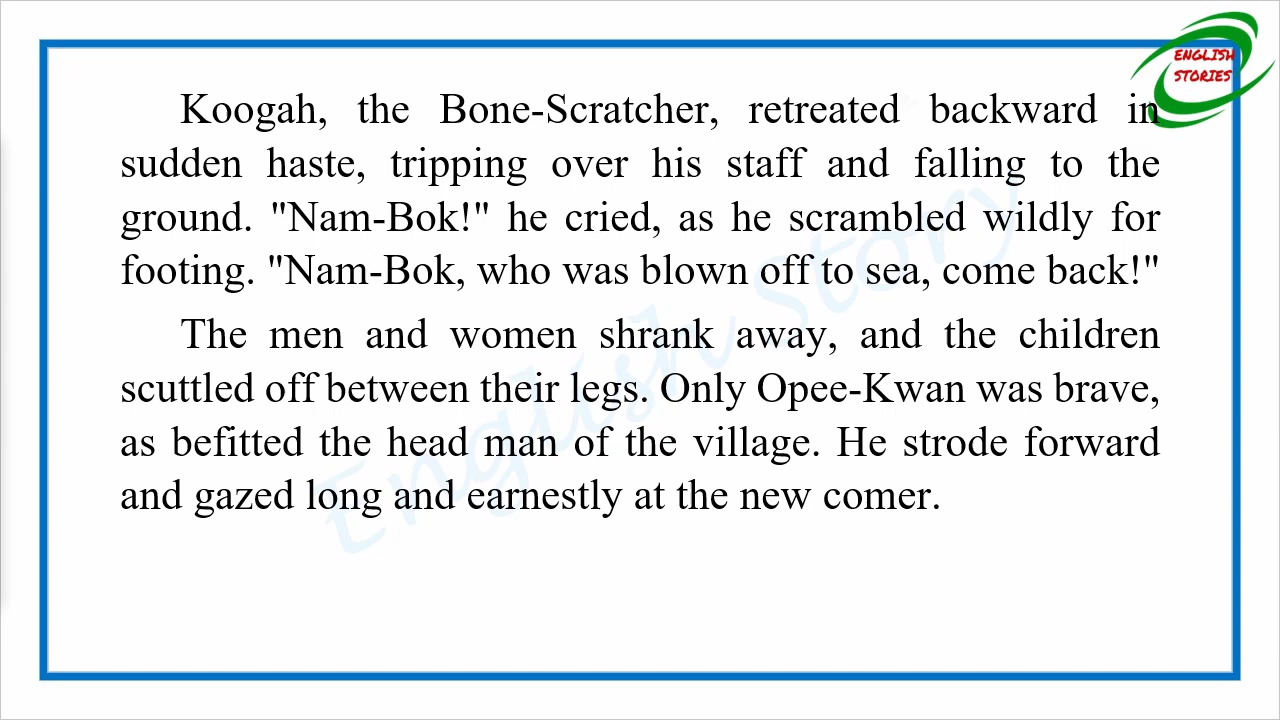 ENGLISH
STORIES
Koogah, the Bone-Scratcher, retreated backward in
sudden haste, tripping over his staff and falling to the
ground. "Nam-Bok!" he cried, as he scrambled wildly for
footing. "Nam-Bok, who was blown off to sea, come back!"
The men and women shrank away, and the children
scuttled off between their legs. Only Opee-Kwan was brave,
as befitted the head man of the village. He strode forward
and gazed long and earnestly at the new comer.
English Story